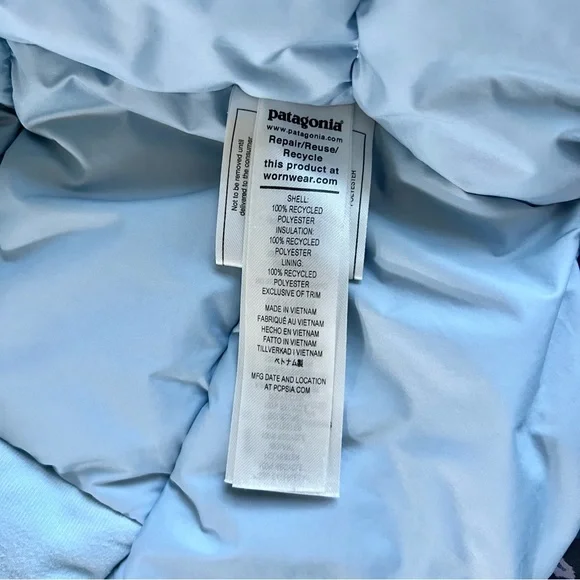 patagonia®
www.patagonia.com
Repair/Reuse/
Recycle
this product at
wornwear.com
SHELL:
100% RECYCLED
POLYESTER
INSULATION:
100% RECYCLED
POLYESTER
LINING:
100% RECYCLED
POLYESTER
EXCLUSIVE OF TRIM
MADE IN VIETNAM
FABRIQUÉ AU VIETNAM
HECHO EN VIETNAM
FATTO IN VIETNAM
TILLVERKAD I VIETNAM
ベトナム製
MFG DATE AND LOCATION
AT PCPSIA.COM
Not to be removed until
delivered to the consumer
POLYESTER